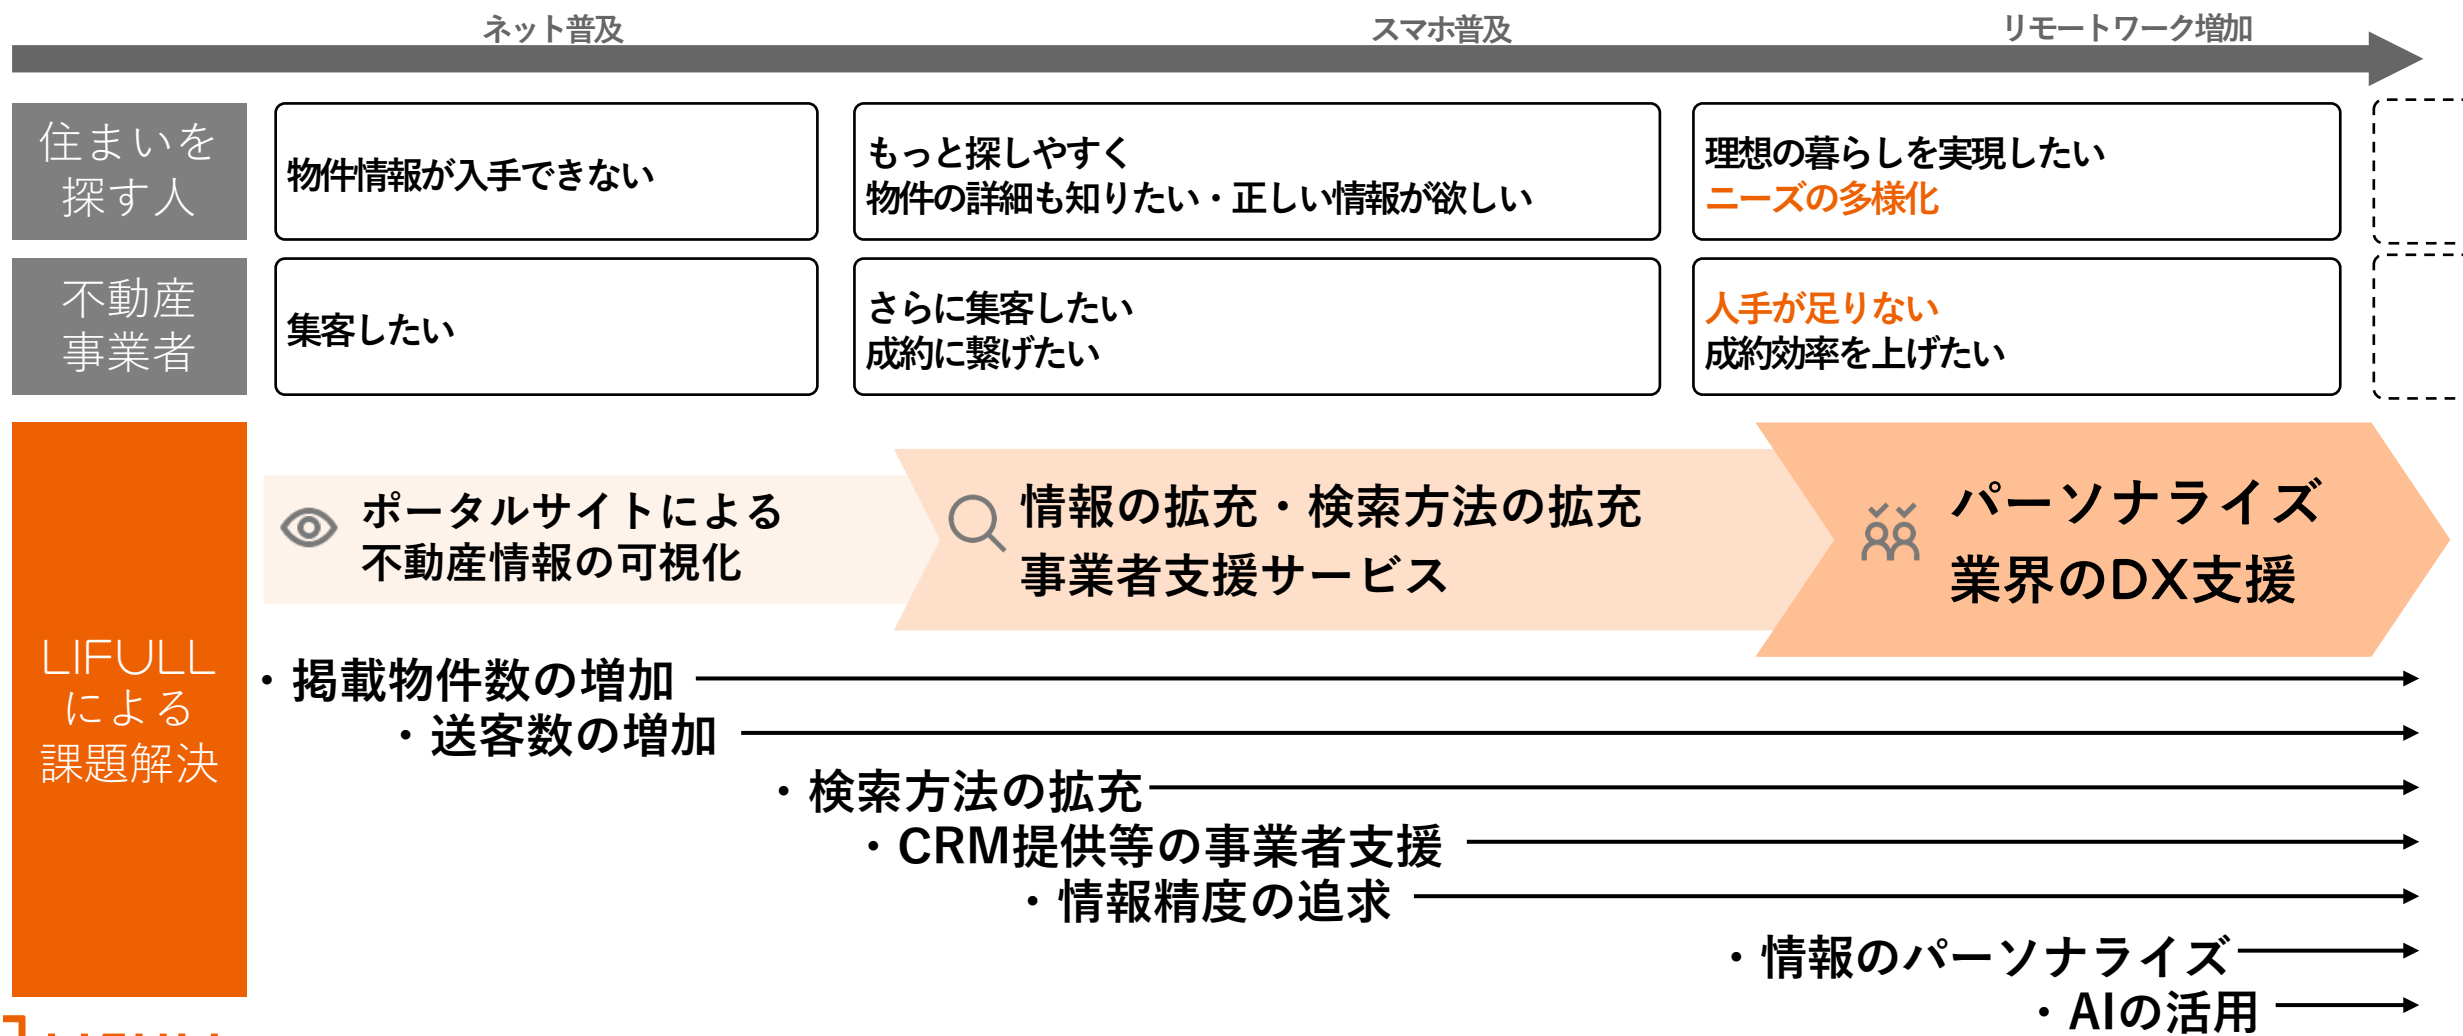 ネット普及
スマホ普及
リモートワーク増加
住まいを
探す人
物件情報が入手できない
もっと探しやすく
物件の詳細も知りたい・正しい情報が欲しい
理想の暮らしを実現したい
ニーズの多様化
不動産
事業者
集客したい
さらに集客したい
成約に繋げたい
人手が足りない
成約効率を上げたい
LIFULL
による
課題解決
ポータルサイトによる
不動産情報の可視化
情報の拡充・検索方法の拡充
事業者支援サービス
パーソナライズ
業界のDX支援
・掲載物件数の増加
・送客数の増加
・検索方法の拡充
・CRM提供等の事業者支援
・情報精度の追求
・情報のパーソナライズ
・AIの活用